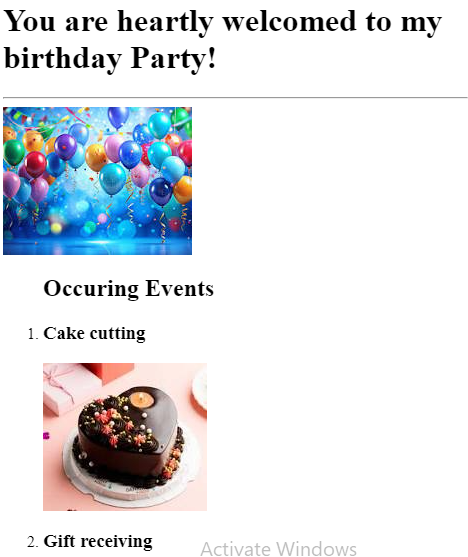 You are heartly welcomed to my
birthday Party!
Occuring Events
1. Cake cutting
2. Gift receiving
Activate Windows